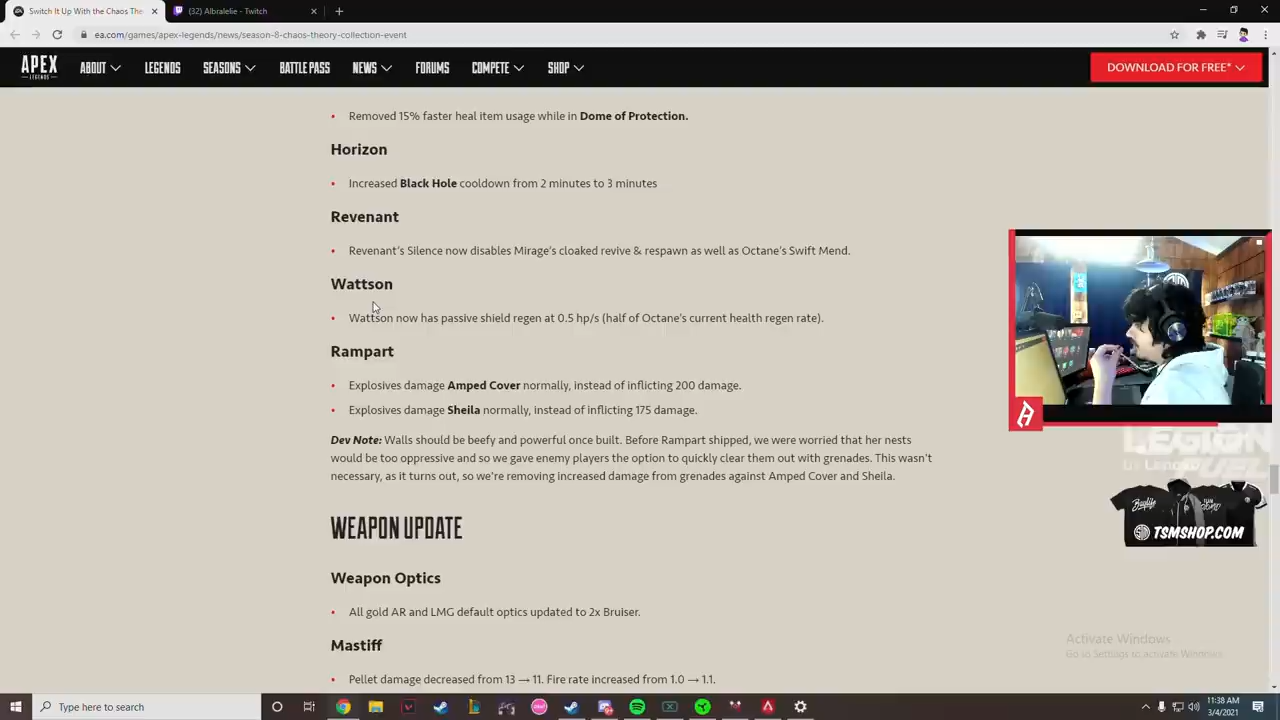 Switch It Up With the Chaos The
(32) Albralelie - Twitch
ea.com/games/apex-legends/news/season-8-chaos-theory-collection-event
APEX
LEGENDS
ABOUT
LEGENDS
SEASONS
BATTLE PASS
NEWS
FORUMS
COMPETE
SHOP
DOWNLOAD FOR FREE*
• Removed 15% faster heal item usage while in Dome of Protection.
Horizon
• Increased Black Hole cooldown from 2 minutes to 3 minutes
Revenant
• Revenant's Silence now disables Mirage's cloaked revive & respawn as well as Octane's Swift Mend.
Wattson
• Wattson now has passive shield regen at 0.5 hp/s (half of Octane's current health regen rate).
Rampart
• Explosives damage Amped Cover normally, instead of inflicting 200 damage.
• Explosives damage Sheila normally, instead of inflicting 175 damage.
Dev Note: Walls should be beefy and powerful once built. Before Rampart shipped, we were worried that her nests
would be too oppressive and so we gave enemy players the option to quickly clear them out with grenades. This wasn't
necessary, as it turns out, so we're removing increased damage from grenades against Amped Cover and Sheila.
WEAPON UPDATE
Weapon Optics
• All gold AR and LMG default optics updated to 2x Bruiser.
Mastiff
• Pellet damage decreased from 13 → 11. Fire rate increased from 1.0 → 1.1.
LEGION
TSMSHOP.COM
Activate Windows
Go to Settings to activate Windows.
Type here to search
11:38 AM
3/4/2021